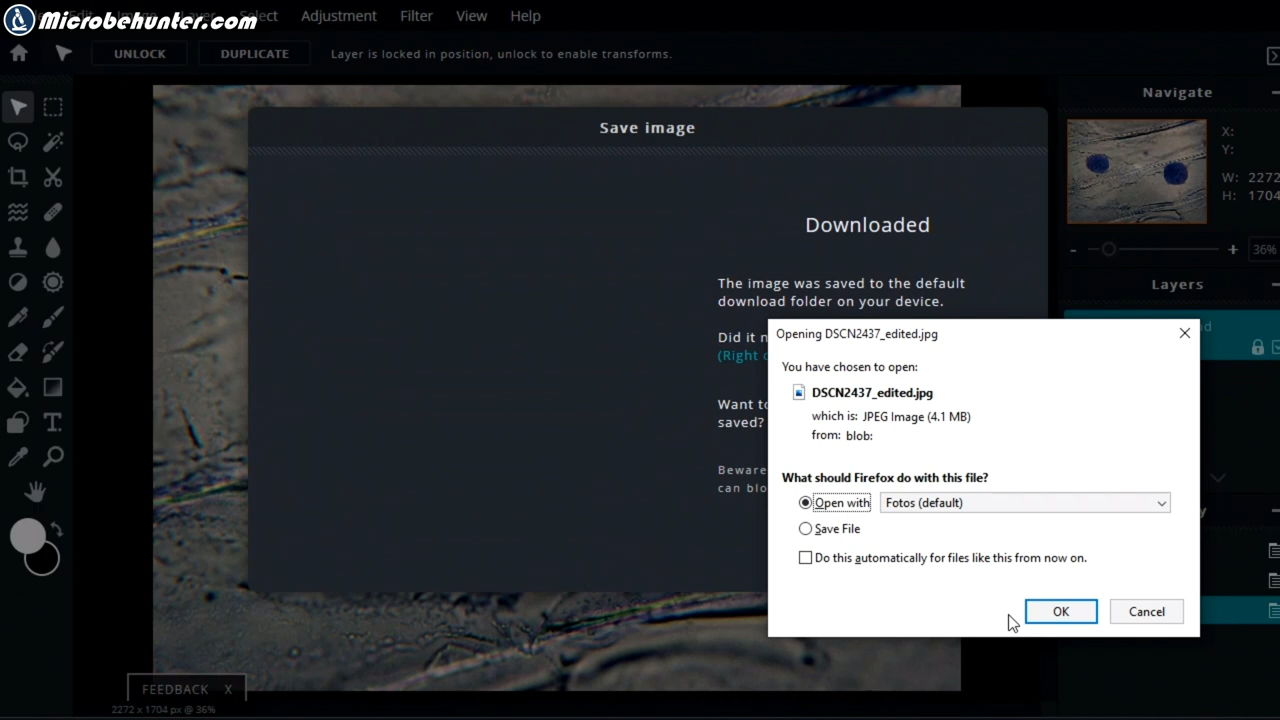 Microbehunter.com
Select Adjustment Filter View Help
UNLOCK DUPLICATE Layer is locked in position, unlock to enable transforms.
Navigate
X:
Y:
W: 2272
H: 1704
- + 36%
Layers
Save image
Downloaded
The image was saved to the default
download folder on your device.
Did it n
(Right
Want to
saved?
Beware
can blo
Opening DSCN2437_edited.jpg
You have chosen to open:
DSCN2437_edited.jpg
which is: JPEG Image (4.1 MB)
from: blob:
What should Firefox do with this file?
Open with Fotos (default)
Save File
Do this automatically for files like this from now on.
OK Cancel
FEEDBACK X
2272 x 1704 px @ 36%